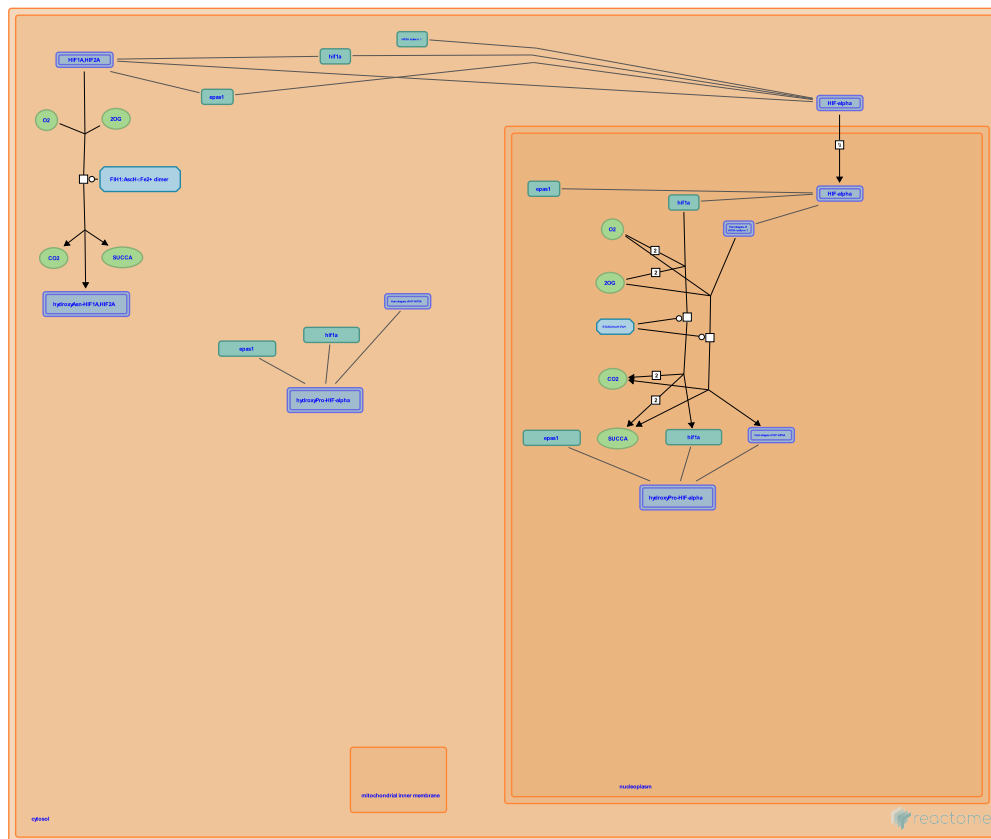 HIF1A,HIF2A
hif1a
epas1
HIF-alpha
O2
2OG
FIH1:AscH-:Fe2+ dimer
CO2
SUCCA
hydroxyAsn-HIF1A,HIF2A
epas1
hif1a
hydroxyPro-HIF-alpha
HIF-alpha
epas1
hif1a
O2
2
2OG
2
CO2
2
2
epas1
SUCCA
hif1a
hydroxyPro-HIF-alpha
mitochondrial inner membrane
nucleoplasm
cytosol
reactome